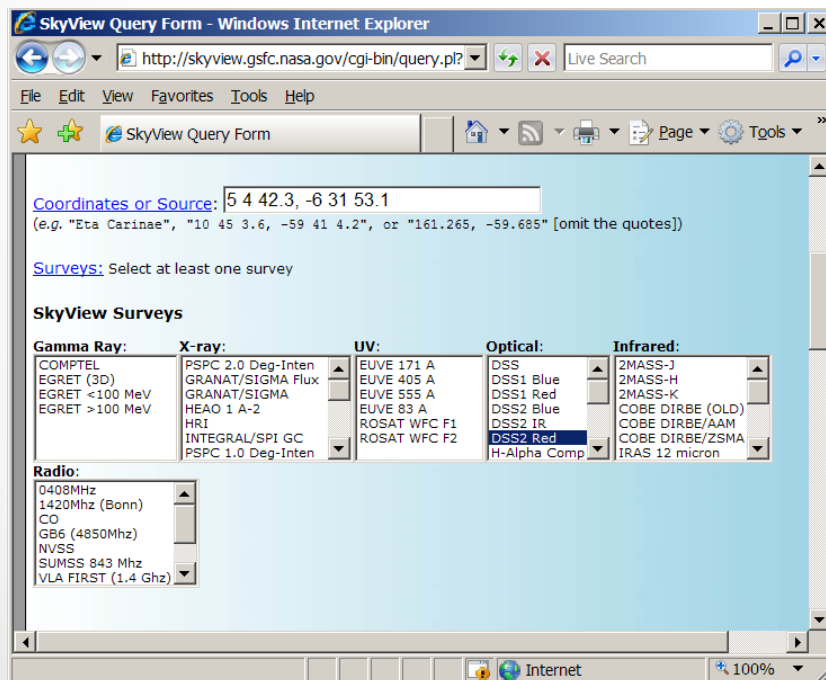 SkyView Query Form - Windows Internet Explorer
http://skyview.gsfc.nasa.gov/cgi-bin/query.pl?
Live Search
File Edit View Favorites Tools Help
SkyView Query Form
Page Tools »
Coordinates or Source: 5 4 42.3, -6 31 53.1
(e.g. "Eta Carinae", "10 45 3.6, -59 41 4.2", or "161.265, -59.685" [omit the quotes])
Surveys: Select at least one survey
SkyView Surveys
Gamma Ray:
COMPTEL
EGRET (3D)
EGRET <100 MeV
EGRET >100 MeV
X-ray:
PSPC 2.0 Deg-Inten
GRANAT/SIGMA Flux
GRANAT/SIGMA
HEAO 1 A-2
HRI
INTEGRAL/SPI GC
PSPC 1.0 Deg-Inten
UV:
EUVE 171 A
EUVE 405 A
EUVE 555 A
EUVE 83 A
ROSAT WFC F1
ROSAT WFC F2
Optical:
DSS
DSS1 Blue
DSS1 Red
DSS2 Blue
DSS2 IR
DSS2 Red
H-Alpha Comp
Infrared:
2MASS-J
2MASS-H
2MASS-K
COBE DIRBE (OLD)
COBE DIRBE/AAM
COBE DIRBE/ZSMA
IRAS 12 micron
Radio:
0408MHz
1420Mhz (Bonn)
CO
GB6 (4850Mhz)
NVSS
SUMSS 843 Mhz
VLA FIRST (1.4 Ghz)
Internet
100%